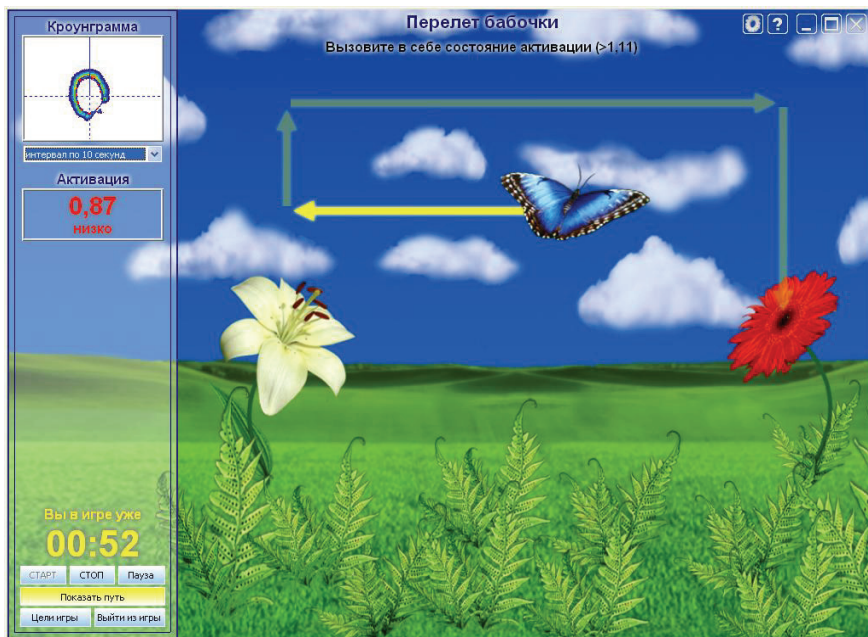 Кроунграмма
интервал по 10 секунд
Активация
0,87
низко
Перелет бабочки
Вызовите в себе состояние активации (>1,11)
?
Вы в игре уже
00:52
СТАРТ СТОП Пауза
Показать путь
Цели игры Выйти из игры